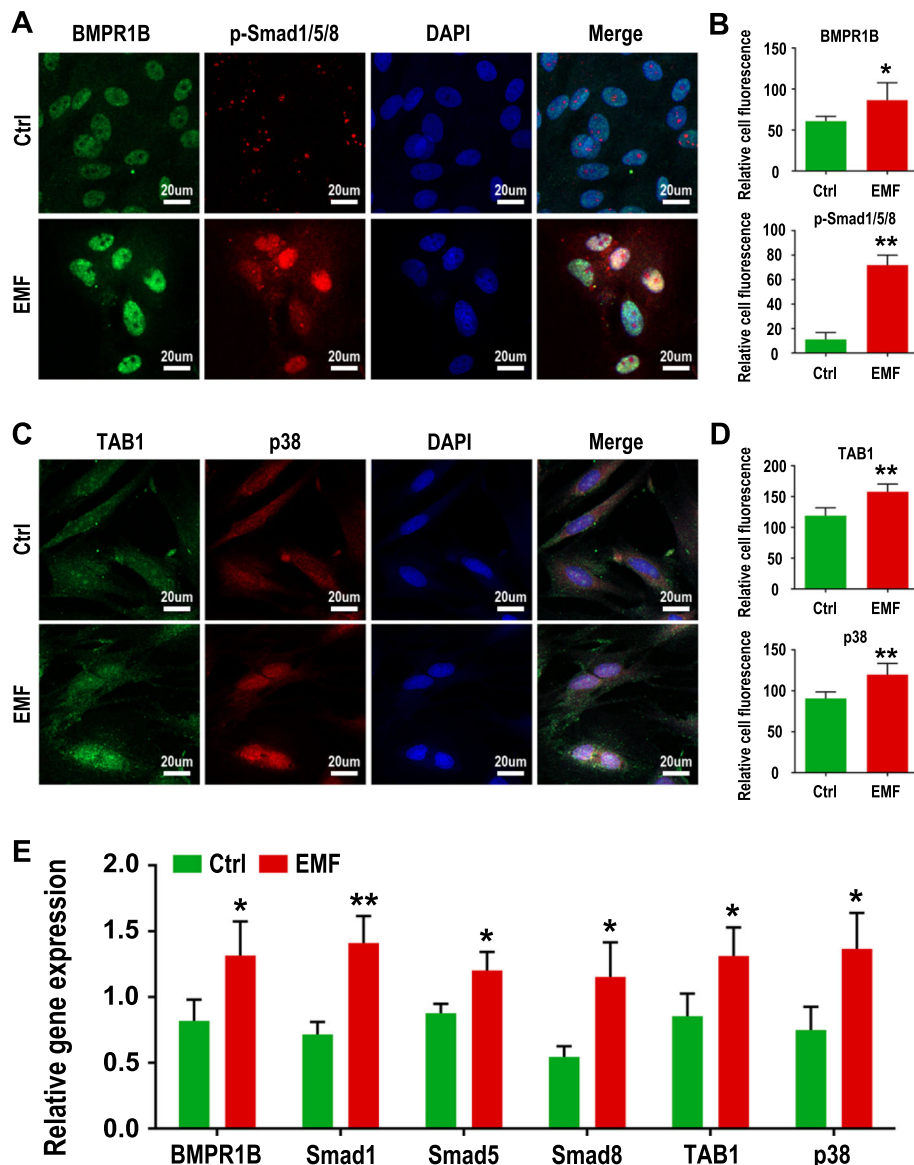 A
BMPR1B p-Smad1/5/8 DAPI Merge
Ctrl
20um 20um 20um 20um
EMF
20um 20um 20um 20um
B
BMPR1B
Relative cell fluorescence
150
100
50
0
*
Ctrl EMF
p-Smad1/5/8
Relative cell fluorescence
100
80
60
40
20
0
**
Ctrl EMF
C
TAB1 p38 DAPI Merge
Ctrl
20um 20um 20um 20um
EMF
20um 20um 20um 20um
D
TAB1
Relative cell fluorescence
200
150
100
50
0
**
Ctrl EMF
p38
Relative cell fluorescence
150
100
50
0
**
Ctrl EMF
E
Relative gene expression
Ctrl EMF
2.0
1.5
1.0
0.5
0.0
* ** * * * *
BMPR1B Smad1 Smad5 Smad8 TAB1 p38